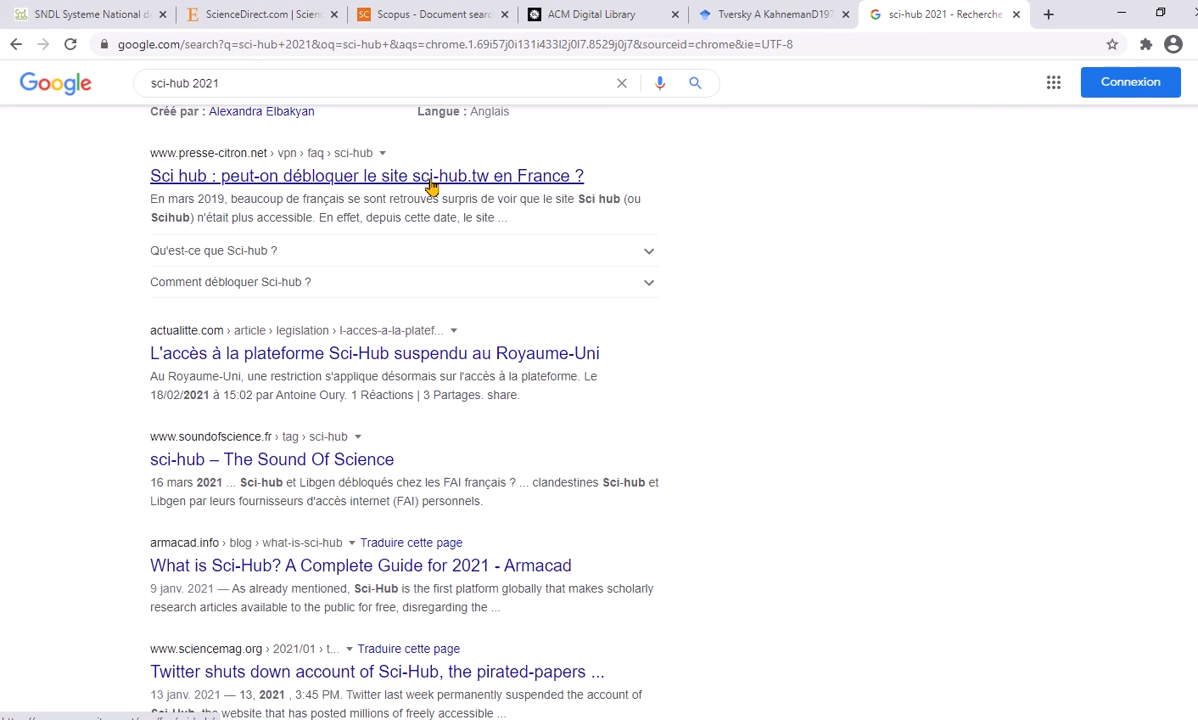 SNDL Systeme National d
ScienceDirect.com | Scienc
SC Scopus - Document searc
ACM Digital Library
Tversky A KahnemanD197
sci-hub 2021 - Recherche
google.com/search?q=sci-hub+2021&oq=sci-hub+&aqs=chrome.1.69i57j0i131i433l2j0l7.8529j0j7&sourceid=chrome&ie=UTF-8
Google
sci-hub 2021
Connexion
Créé par : Alexandra Elbakyan
Langue : Anglais
www.presse-citron.net › vpn › faq › sci-hub
Sci hub : peut-on débloquer le site sci-hub.tw en France ?
En mars 2019, beaucoup de français se sont retrouvés surpris de voir que le site Sci hub (ou
Scihub) n'était plus accessible. En effet, depuis cette date, le site ...
Qu'est-ce que Sci-hub ?
Comment débloquer Sci-hub ?
actualitte.com › article › legislation › l-acces-a-la-platef...
L'accès à la plateforme Sci-Hub suspendu au Royaume-Uni
Au Royaume-Uni, une restriction s'applique désormais sur l'accès à la plateforme. Le
18/02/2021 à 15:02 par Antoine Oury. 1 Réactions | 3 Partages. share.
www.soundofscience.fr › tag › sci-hub
sci-hub – The Sound Of Science
16 mars 2021 ... Sci-hub et Libgen débloqués chez les FAI français ? ... clandestines Sci-hub et
Libgen par leurs fournisseurs d'accès internet (FAI) personnels.
armacad.info › blog › what-is-sci-hub Traduire cette page
What is Sci-Hub? A Complete Guide for 2021 - Armacad
9 janv. 2021 — As already mentioned, Sci-Hub is the first platform globally that makes scholarly
research articles available to the public for free, disregarding the ...
www.sciencemag.org › 2021/01 › t... Traduire cette page
Twitter shuts down account of Sci-Hub, the pirated-papers ...
13 janv. 2021 — 13, 2021 , 3:45 PM. Twitter last week permanently suspended the account of
Sci-Hub, the website that has posted millions of freely accessible ...